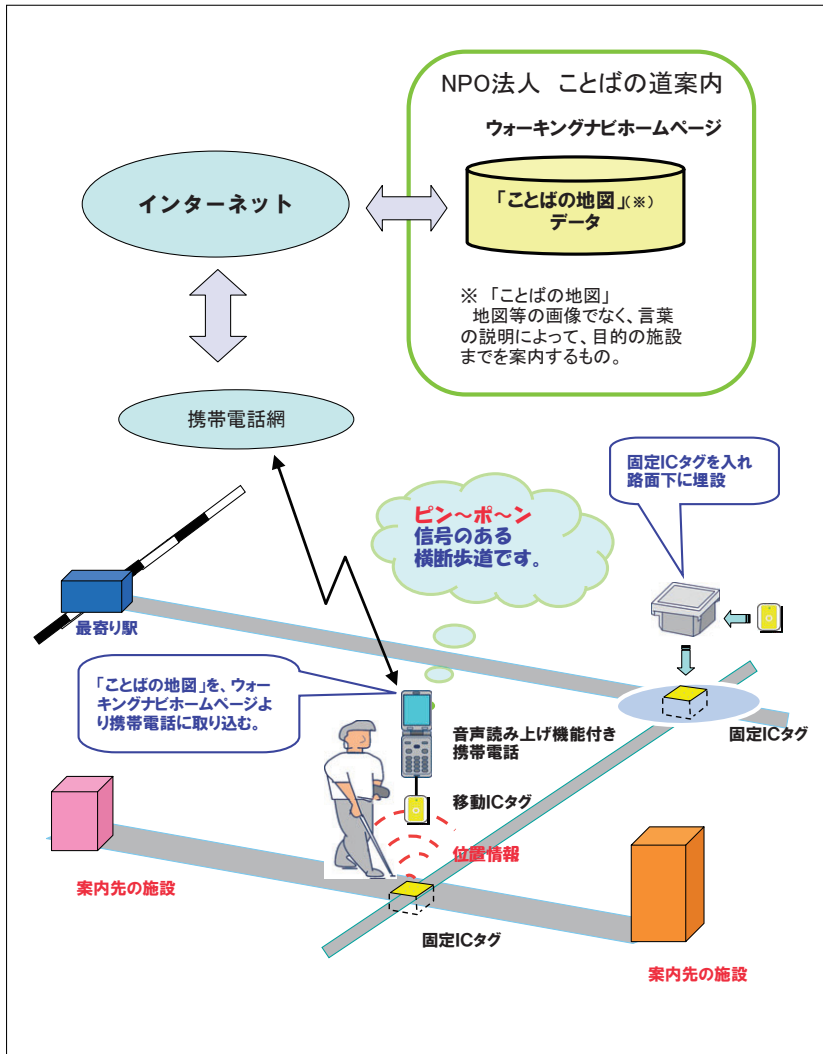 NPO法人 ことばの道案内
ウォーキングナビホームページ
インターネット
「ことばの地図」(※)
データ
※ 「ことばの地図」
地図等の画像でなく、言葉
の説明によって、目的の施設
までを案内するもの。
携帯電話網
固定ICタグを入れ
路面下に埋設
ピン～ポ～ン
信号のある
横断歩道です。
最寄り駅
「ことばの地図」を、ウォー
キングナビホームページよ
り携帯電話に取り込む。
音声読み上げ機能付き
携帯電話
固定ICタグ
移動ICタグ
位置情報
案内先の施設
固定ICタグ
案内先の施設